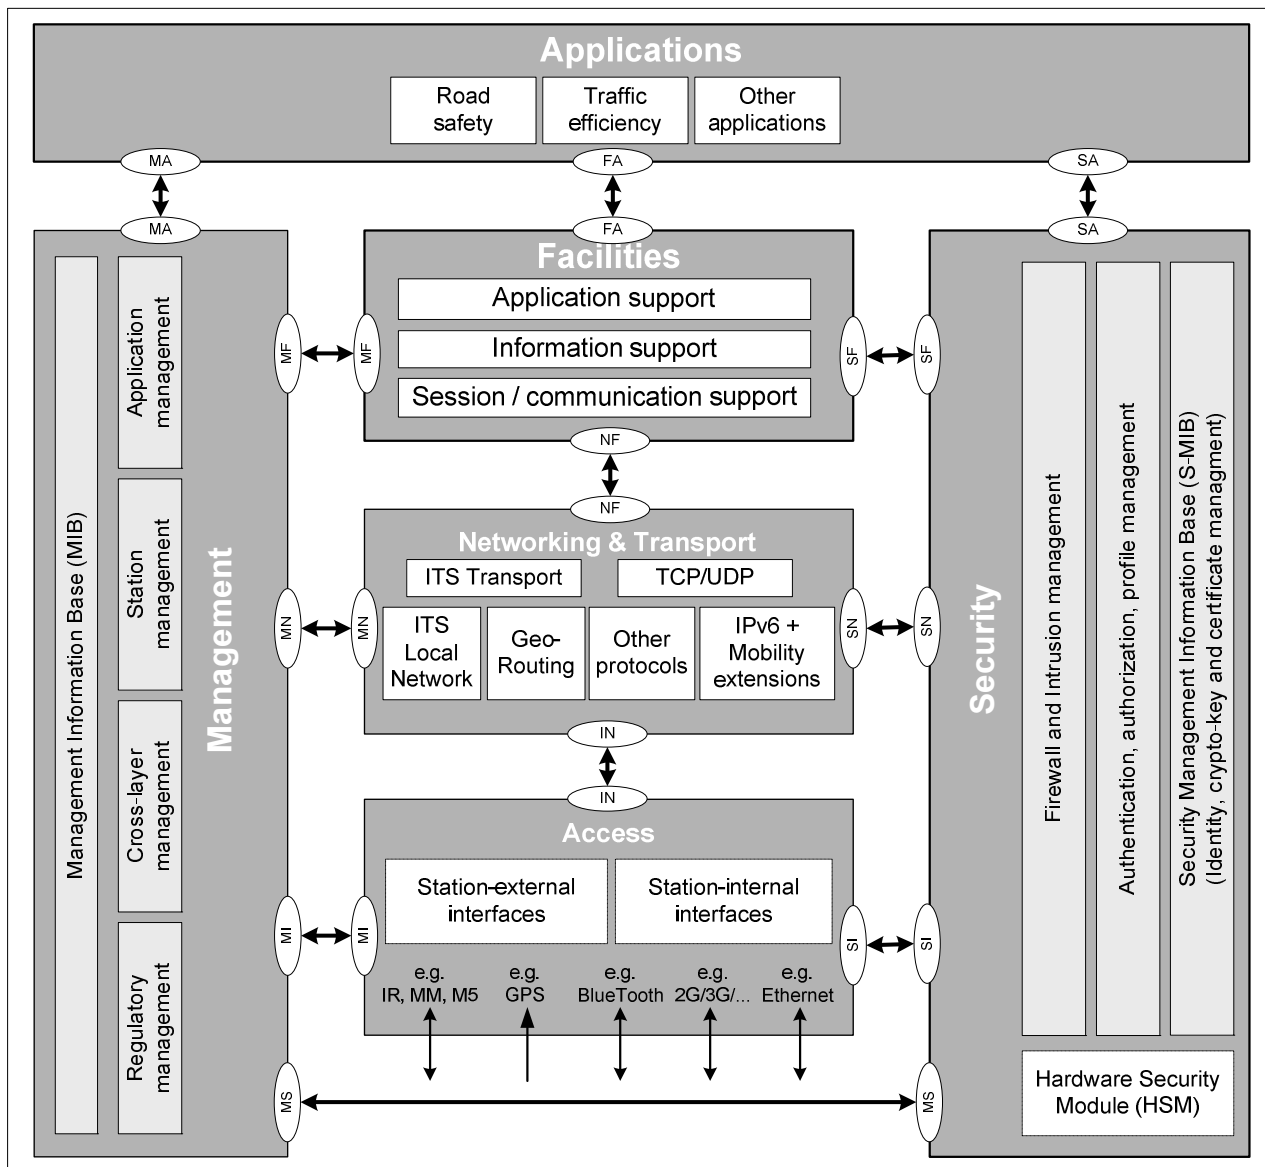 Applications
Road
safety
Traffic
efficiency
Other
applications
MA
FA
SA
MA
FA
SA
Management
Management Information Base (MIB)
Application
management
Station
management
Cross-layer
management
Regulatory
management
MF
MF
MN
MN
MI
MI
MS
Facilities
Application support
Information support
Session / communication support
NF
NF
Networking & Transport
ITS Transport
TCP/UDP
ITS
Local
Network
Geo-
Routing
Other
protocols
IPv6 +
Mobility
extensions
IN
IN
Access
Station-external
interfaces
Station-internal
interfaces
e.g.
IR, MM, M5
e.g.
GPS
e.g.
BlueTooth
e.g.
2G/3G/...
e.g.
Ethernet
SF
SF
SN
SN
SI
SI
MS
Security
Firewall and Intrusion management
Authentication, authorization, profile management
Security Management Information Base (S-MIB)
(Identity, crypto-key and certificate managment)
Hardware Security
Module (HSM)